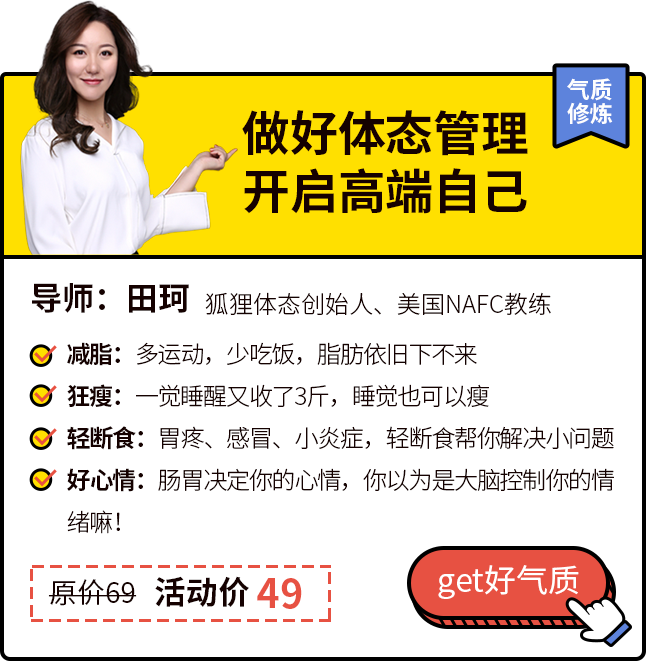 气质
修炼
做好体态管理
开启高端自己
导师：田珂 狐狸体态创始人、美国NAFC教练
减脂：多运动，少吃饭，脂肪依旧下不来
狂瘦：一觉睡醒又收了3斤，睡觉也可以瘦
轻断食：胃疼、感冒、小炎症，轻断食帮你解决小问题
好心情：肠胃决定你的心情，你以为是大脑控制你的情
绪嘛！
原价69 活动价 49
get好气质